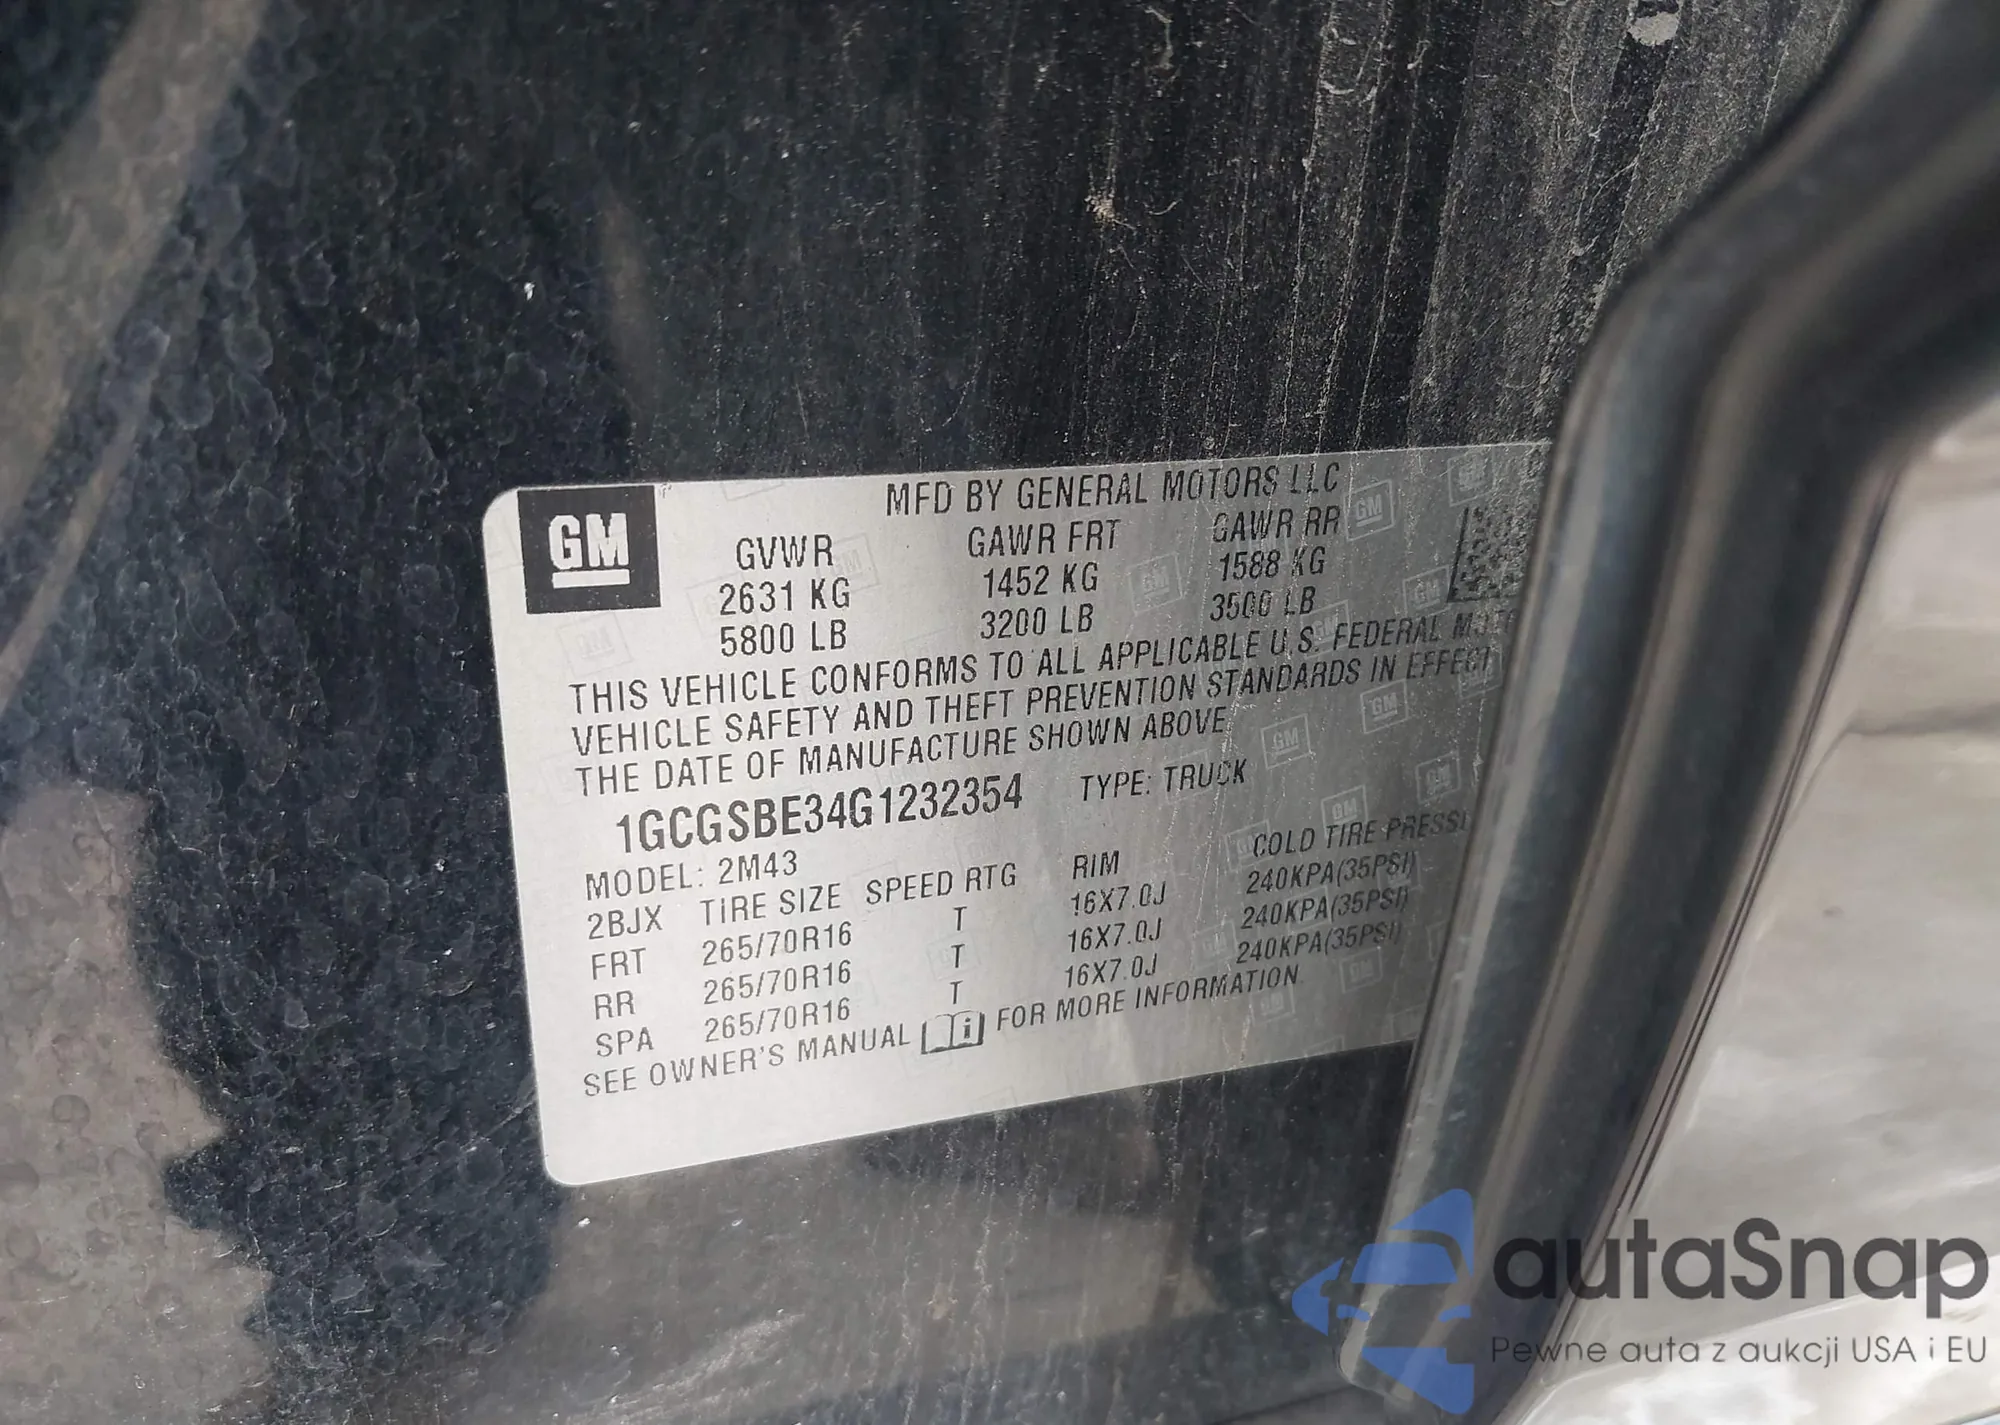 GM
MFD BY GENERAL MOTORS LLC
GVWR GAWR FRT GAWR RR
2631 KG 1452 KG 1588 KG
5800 LB 3200 LB 3500 LB
THIS VEHICLE CONFORMS TO ALL APPLICABLE U.S. FEDERAL MOTO
VEHICLE SAFETY AND THEFT PREVENTION STANDARDS IN EFFECT
THE DATE OF MANUFACTURE SHOWN ABOVE
1GCGSBE34G1232354 TYPE: TRUCK
MODEL: 2M43
2BJX TIRE SIZE SPEED RTG RIM COLD TIRE PRESSU
FRT 265/70R16 T 16X7.0J 240KPA(35PSI)
RR 265/70R16 T 16X7.0J 240KPA(35PSI)
SPA 265/70R16 T 16X7.0J 240KPA(35PSI)
SEE OWNER'S MANUAL FOR MORE INFORMATION.
autaSnap
Pewne auta z aukcji USA i EU